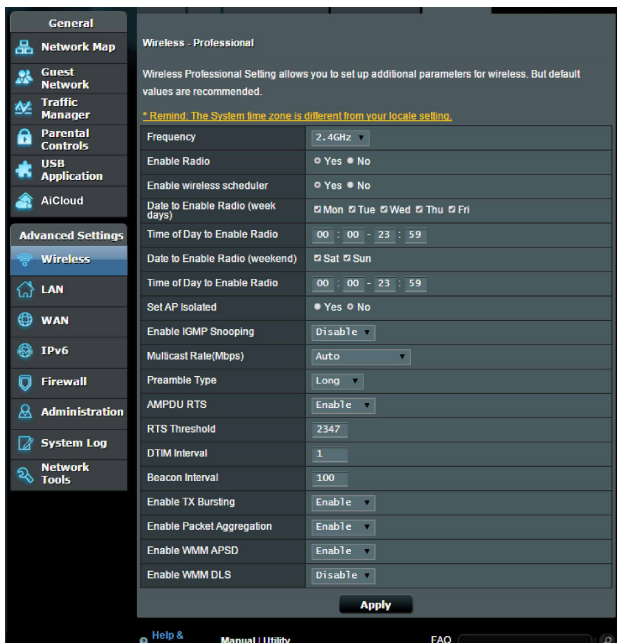 General
Network Map
Guest
Network
Traffic
Manager
Parental
Controls
USB
Application
AiCloud
Advanced Settings
Wireless
LAN
WAN
IPv6
Firewall
Administration
System Log
Network
Tools
Wireless - Professional
Wireless Professional Setting allows you to set up additional parameters for wireless. But default
values are recommended.
* Remind: The System time zone is different from your locale setting.
Frequency 2.4GHz
Enable Radio Yes No
Enable wireless scheduler Yes No
Date to Enable Radio (week
days) Mon Tue Wed Thu Fri
Time of Day to Enable Radio 00 : 00 - 23 : 59
Date to Enable Radio (weekend) Sat Sun
Time of Day to Enable Radio 00 : 00 - 23 : 59
Set AP Isolated Yes No
Enable IGMP Snooping Disable
Multicast Rate(Mbps) Auto
Preamble Type Long
AMPDU RTS Enable
RTS Threshold 2347
DTIM Interval 1
Beacon Interval 100
Enable TX Bursting Enable
Enable Packet Aggregation Enable
Enable WMM APSD Enable
Enable WMM DLS Disable
Apply
Help &
Manual | Utility
FAQ